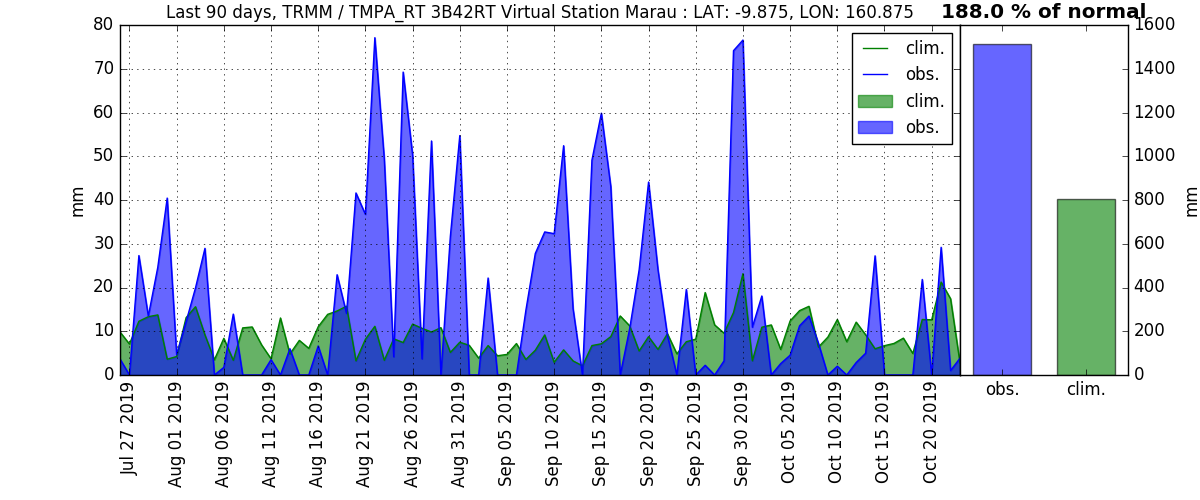 Last 90 days, TRMM / TMPA_RT 3B42RT Virtual Station Marau : LAT: -9.875, LON: 160.875
188.0 % of normal
80
70
60
50
40
30
20
10
0
mm
clim.
obs.
clim.
obs.
1600
1400
1200
1000
800
600
400
200
0
mm
obs.
clim.
Jul 27 2019
Aug 01 2019
Aug 06 2019
Aug 11 2019
Aug 16 2019
Aug 21 2019
Aug 26 2019
Aug 31 2019
Sep 05 2019
Sep 10 2019
Sep 15 2019
Sep 20 2019
Sep 25 2019
Sep 30 2019
Oct 05 2019
Oct 10 2019
Oct 15 2019
Oct 20 2019